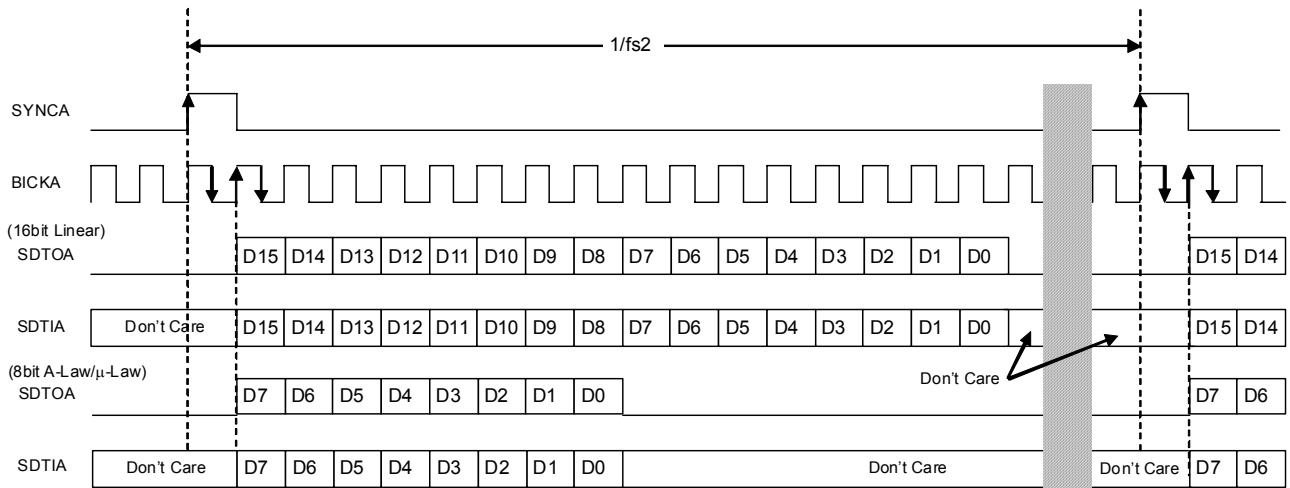 1/fs2
SYNCA
BICKA
(16bit Linear)
SDTOA D15 D14 D13 D12 D11 D10 D9 D8 D7 D6 D5 D4 D3 D2 D1 D0 D15 D14
SDTIA Don't Care D15 D14 D13 D12 D11 D10 D9 D8 D7 D6 D5 D4 D3 D2 D1 D0 D15 D14
Don't Care
(8bit A-Law/μ-Law)
SDTOA D7 D6 D5 D4 D3 D2 D1 D0 D7 D6
SDTIA Don't Care D7 D6 D5 D4 D3 D2 D1 D0 Don't Care Don't Care D7 D6